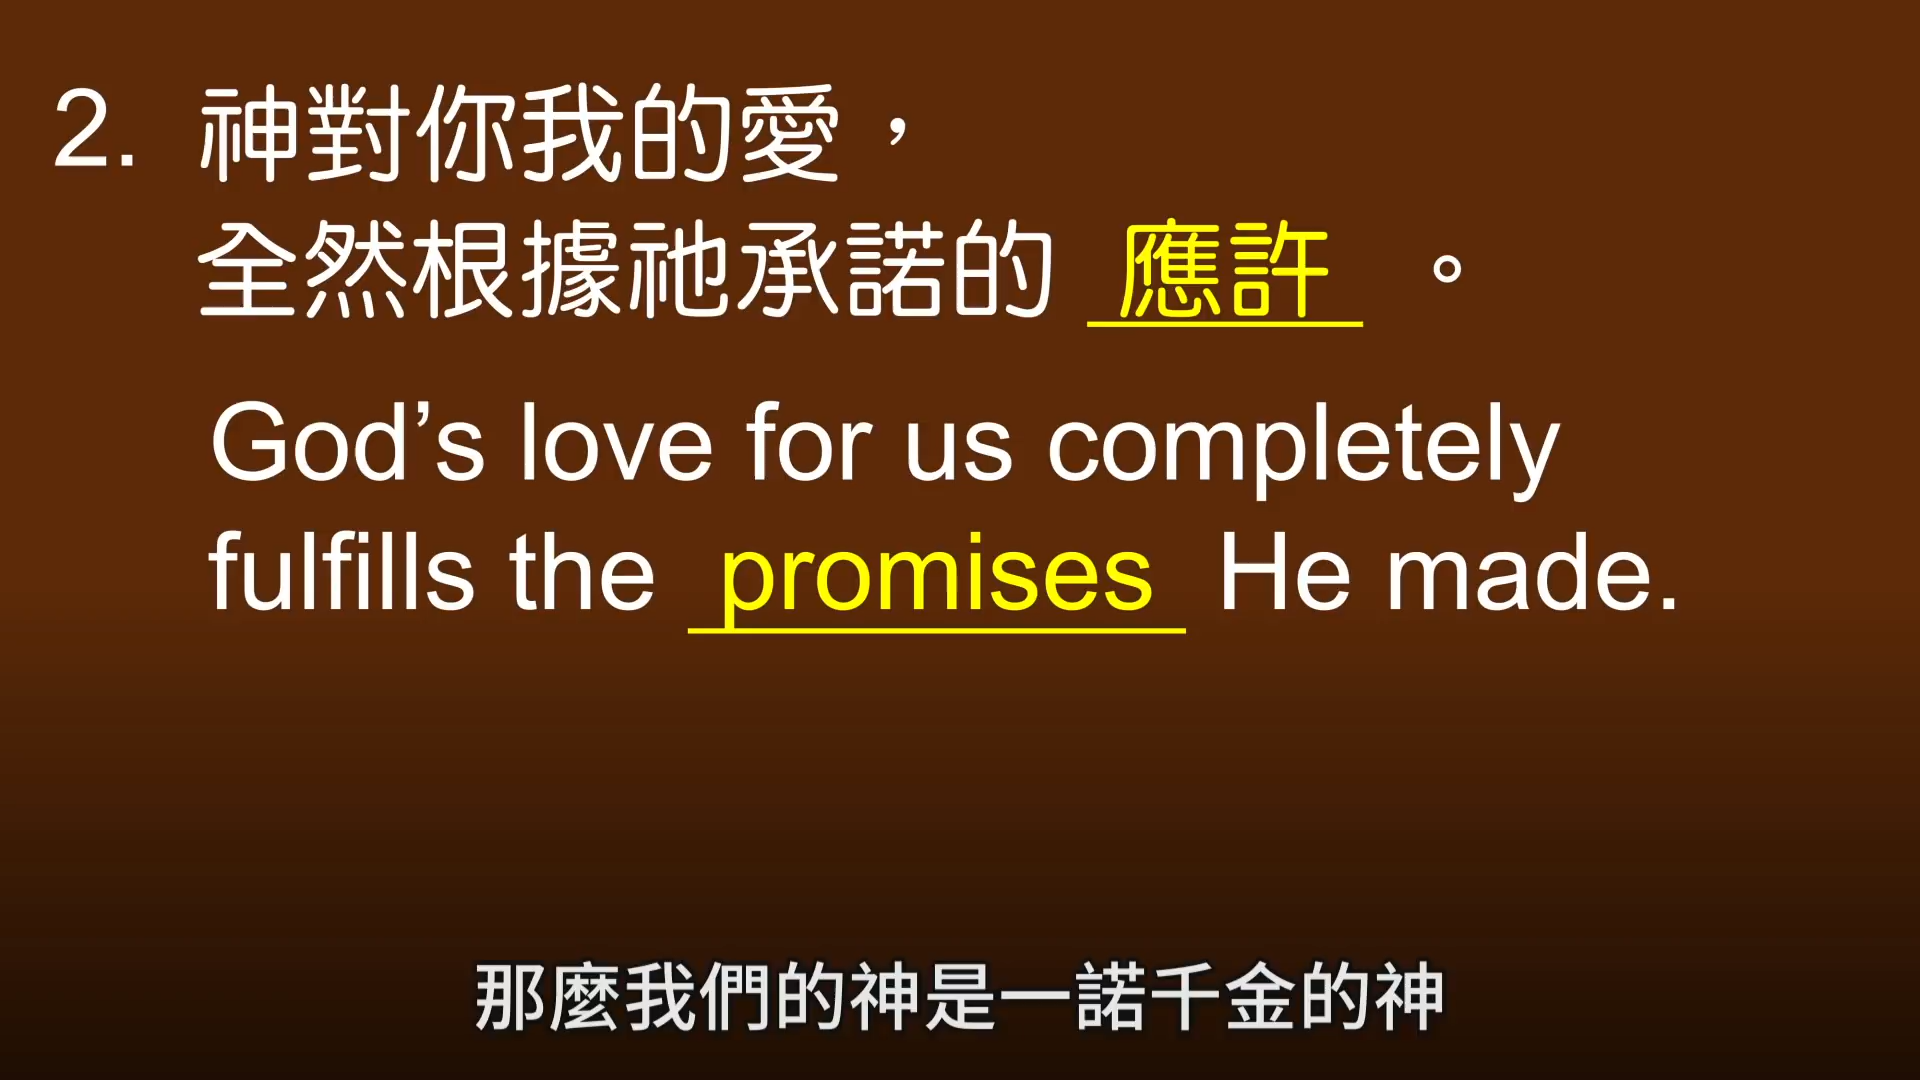 2. 神對你我的愛，
全然根據祂承諾的 應許 。
God’s love for us completely
fulfills the promises He made.
那麼我們的神是一諾千金的神